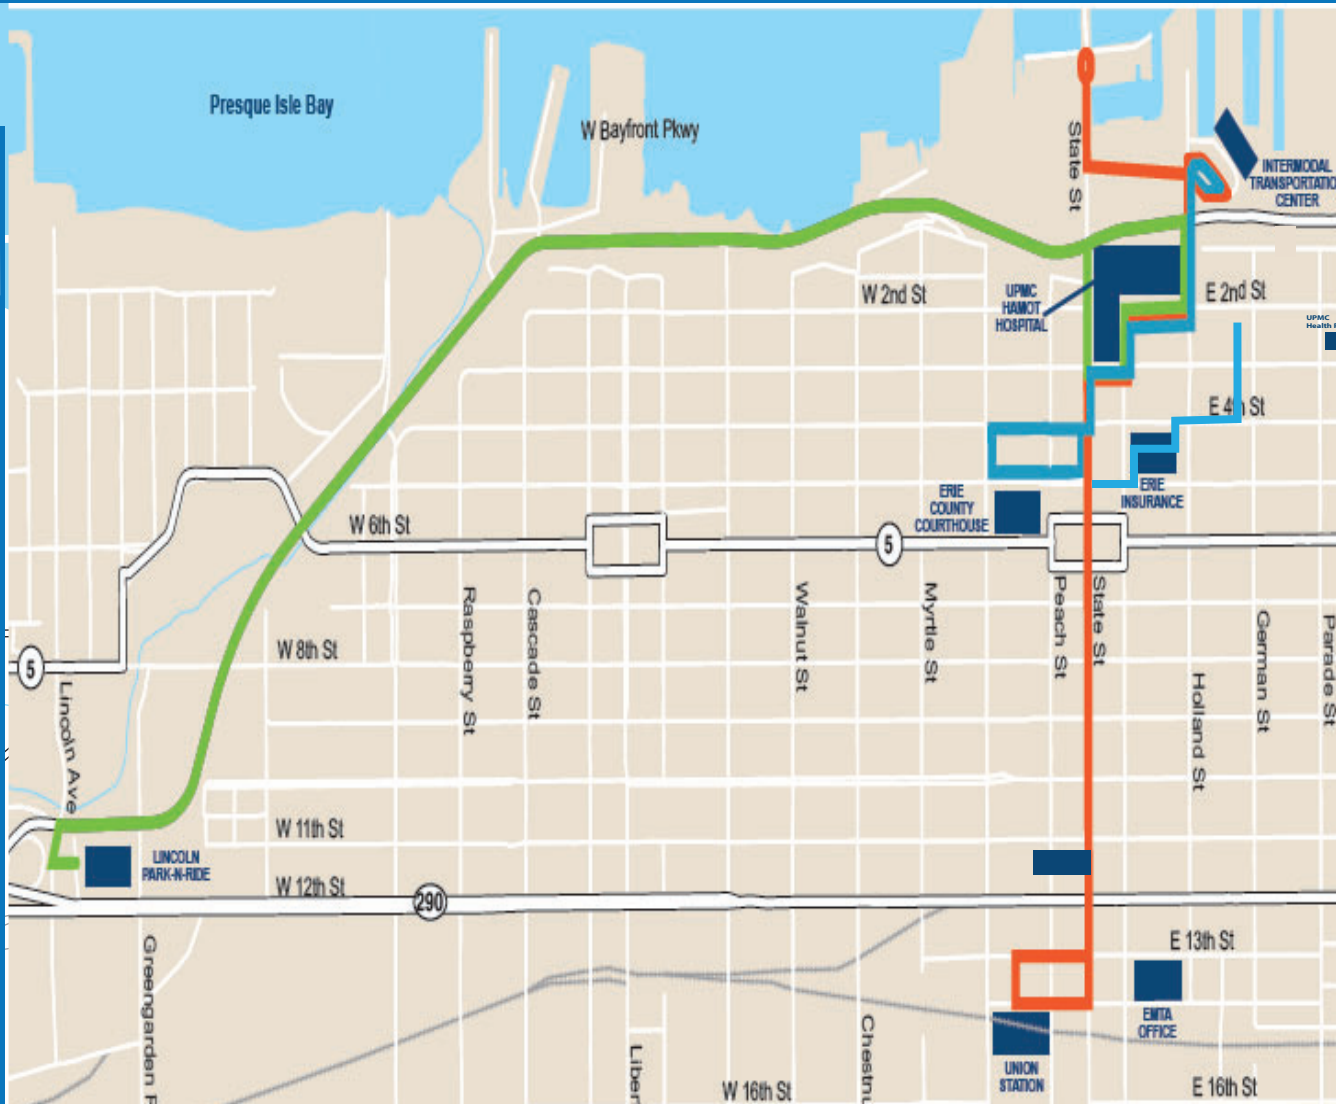 Presque Isle Bay
W Bayfront Pkwy
State St
INTERMODAL
CENTER
W 2nd St
UPMC
HAMOT
HOSPITAL
E 2nd St
UPMC
Health
E 4th St
ERIE
COUNTY
COURTHOUSE
ERIE
INSURANCE
W 6th St
5
Raspberry St
Cascade St
Walnut St
Myrtle St
Peach St
State St
German St
Parade St
W 8th St
5
Lincoln Ave
Holland St
W 11th St
LINCOLN
PARK-N-RIDE
W 12th St
290
Greengarden
E 13th St
EMTA
OFFICE
UNION
STATION
W 16th St
E 16th St